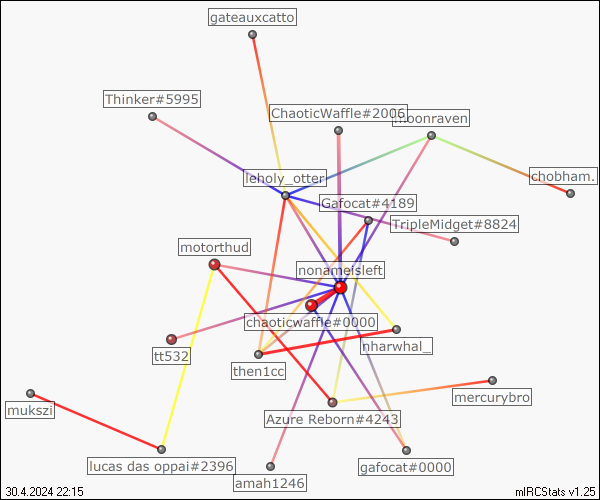 gateauxcatto
Thinker#5995
ChaoticWaffle#2006
moonraven
leholy_otter
chobham.
Gafocat#4189
TripleMidget#8824
motorthud
nonameisleft
chaoticwaffle#0000
nharwhal_
tt532
then1cc
mercurybro
mukszi
Azure Reborn#4243
lucas das oppai#2396
gafocat#0000
amah1246
30.4.2024 22:15
mIRCStats v1.25